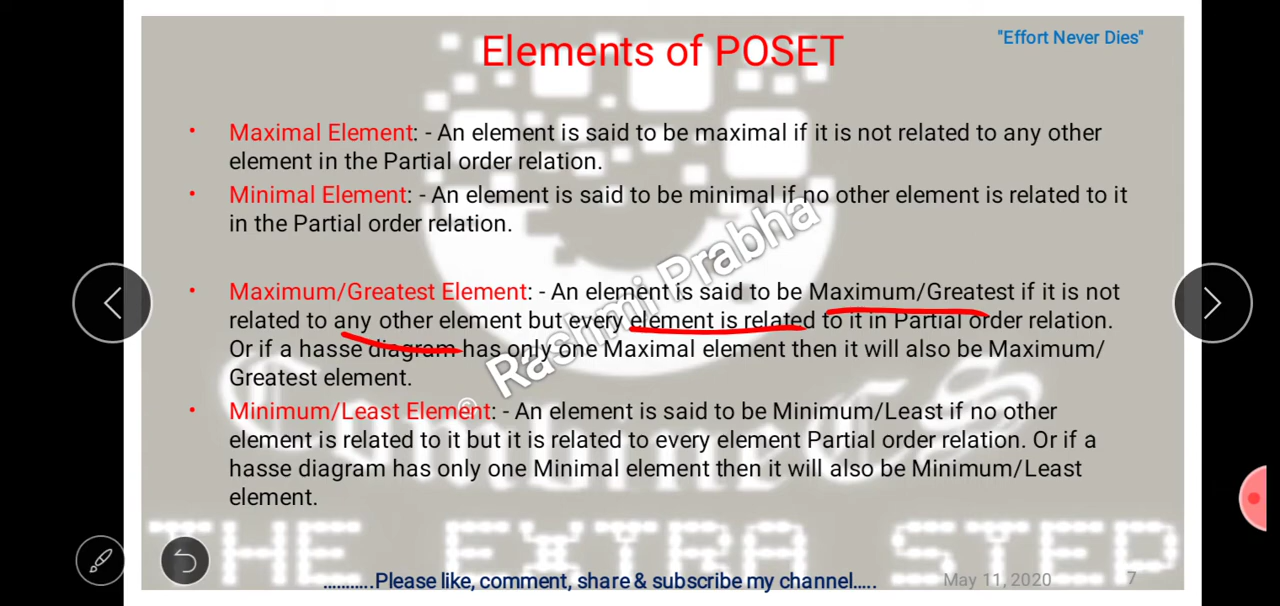 Elements of POSET
"Effort Never Dies"
• Maximal Element: - An element is said to be maximal if it is not related to any other
element in the Partial order relation.
• Minimal Element: - An element is said to be minimal if no other element is related to it
in the Partial order relation.
• Maximum/Greatest Element: - An element is said to be Maximum/Greatest if it is not
related to any other element but every element is related to it in Partial order relation.
Or if a hasse diagram has only one Maximal element then it will also be Maximum/
Greatest element.
• Minimum/Least Element: - An element is said to be Minimum/Least if no other
element is related to it but it is related to every element Partial order relation. Or if a
hasse diagram has only one Minimal element then it will also be Minimum/Least
element.
© Rashmi Prabha
THE EXTRA STEP
...........Please like, comment, share & subscribe my channel.....
May 11, 2020
7